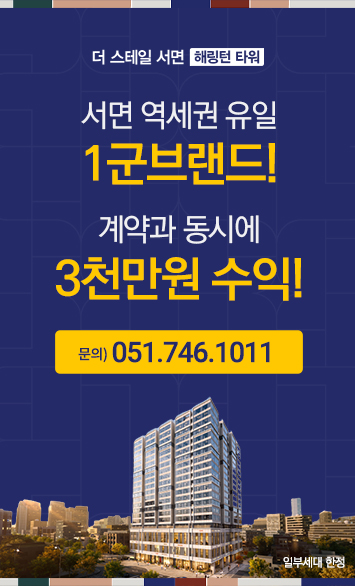 더 스테일 서면 해링턴 타워
서면 역세권 유일
1군브랜드!
계약과 동시에
3천만원 수익!
문의) 051.746.1011
일부세대 한정